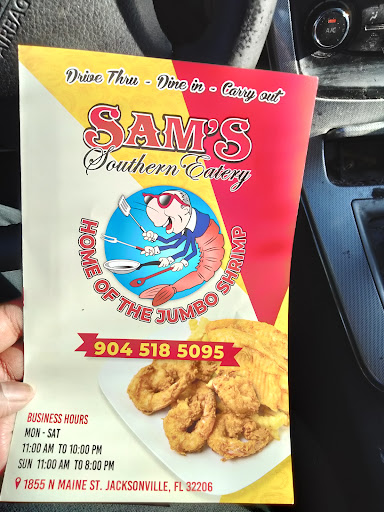 AIRBAG
A/C
Drive Thru - Dine in - Carry out
SAM'S
Southern Eatery
HOME OF THE JUMBO SHRIMP
904 518 5095
BUSINESS HOURS
MON - SAT
11:00 AM TO 10:00 PM
SUN 11:00 AM TO 8:00 PM
1855 N MAINE ST. JACKSONVILLE, FL 32206